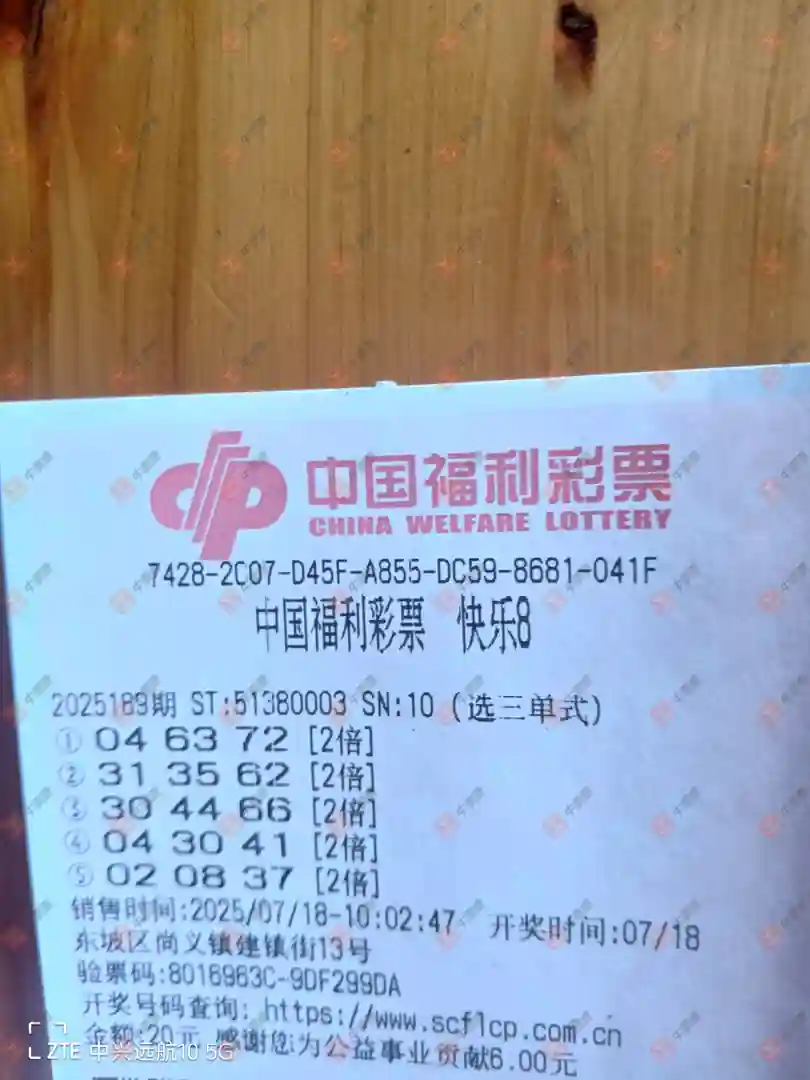 中国福利彩票
CHINA WELFARE LOTTERY
7428-2C07-D45F-A855-DC59-8681-041F
中国福利彩票 快乐8
2025189期 ST:51380003 SN:10 (选三单式)
① 04 63 72 [2倍]
② 31 35 62 [2倍]
③ 30 44 66 [2倍]
④ 04 30 41 [2倍]
⑤ 02 08 37 [2倍]
销售时间:2025/07/18-10:02:47 开奖时间:07/18
东坡区尚义镇建镇街13号
验票码:8016963C-9DF299DA
开奖号码查询: https://www.scflcp.com.cn
金额:20元 感谢您为公益事业贡献6.00元
ZTE 中兴远航10 5G